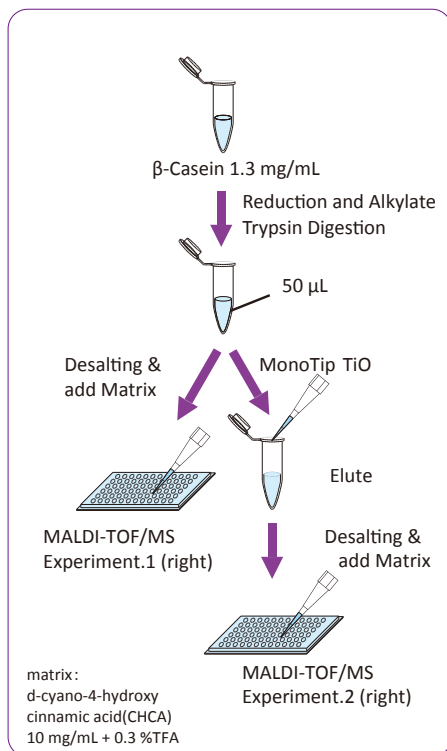 β-Casein 1.3 mg/mL
Reduction and Alkylate
Trypsin Digestion
50 μL
Desalting &
add Matrix
MonoTip TiO
Elute
MALDI-TOF/MS
Experiment.1 (right)
Desalting &
add Matrix
MALDI-TOF/MS
Experiment.2 (right)
matrix:
d-cyano-4-hydroxy
cinnamic acid(CHCA)
10 mg/mL + 0.3 %TFA